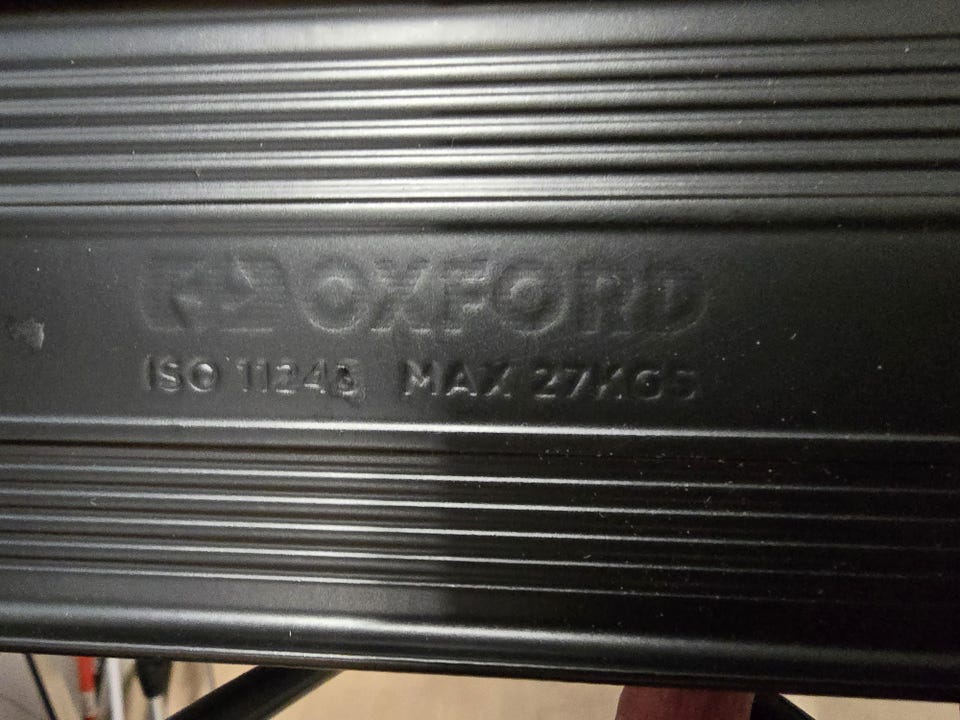 OXFORD
ISO 11243 MAX 27KGS